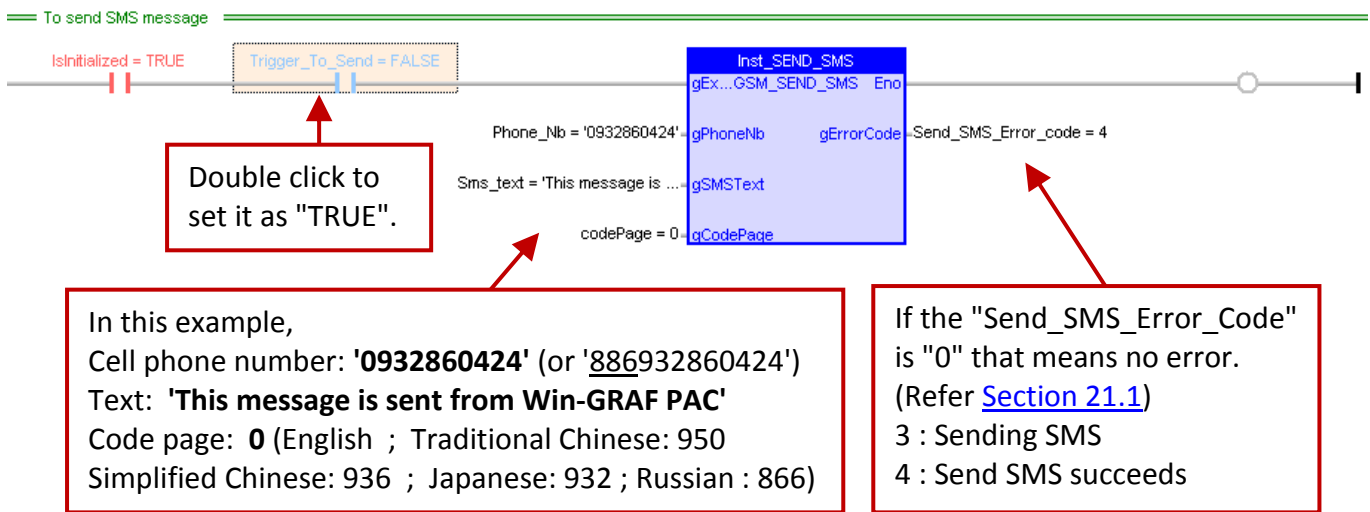 To send SMS message
IsInitialized = TRUE
Trigger_To_Send = FALSE
Inst_SEND_SMS
gEx...GSM_SEND_SMS Eno
Phone_Nb = '0932860424'
gPhoneNb
gErrorCode
Send_SMS_Error_code = 4
Sms_text = 'This message is ...
gSMSText
codePage = 0
gCodePage
Double click to
set it as "TRUE".
In this example,
Cell phone number: '0932860424' (or '886932860424')
Text: 'This message is sent from Win-GRAF PAC'
Code page: 0 (English ; Traditional Chinese: 950
Simplified Chinese: 936 ; Japanese: 932 ; Russian : 866)
If the "Send_SMS_Error_Code"
is "0" that means no error.
(Refer Section 21.1)
3 : Sending SMS
4 : Send SMS succeeds